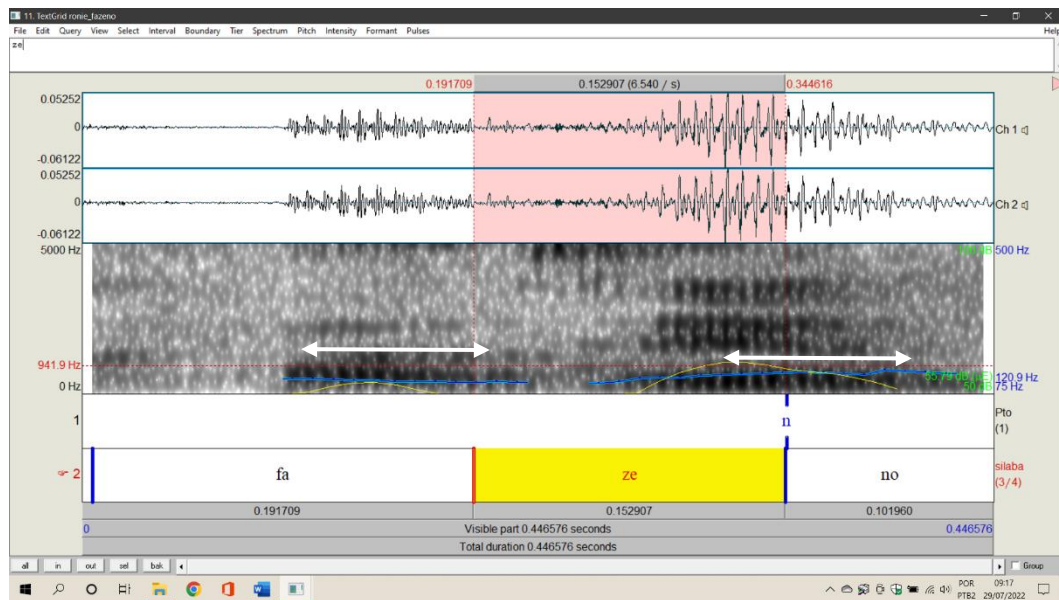 11. TextGrid ronie_fazeno
File Edit Query View Select Interval Boundary Tier Spectrum Pitch Intensity Formant Pulses Help
ze
0.191709 0.152907 (6.540 / s) 0.344616
0.05252
0
-0.06122
Ch 1
0.05252
0
-0.06122
Ch 2
5000 Hz 500 Hz
941.9 Hz
0 Hz
120.9 Hz
75 Hz
1 n Pto
(1)
2 fa ze no silaba
(3/4)
0.191709 0.152907 0.101960
0 Visible part 0.446576 seconds 0.446576
Total duration 0.446576 seconds
all in out sel bak Group
POR 09:17
PTB2 29/07/2022